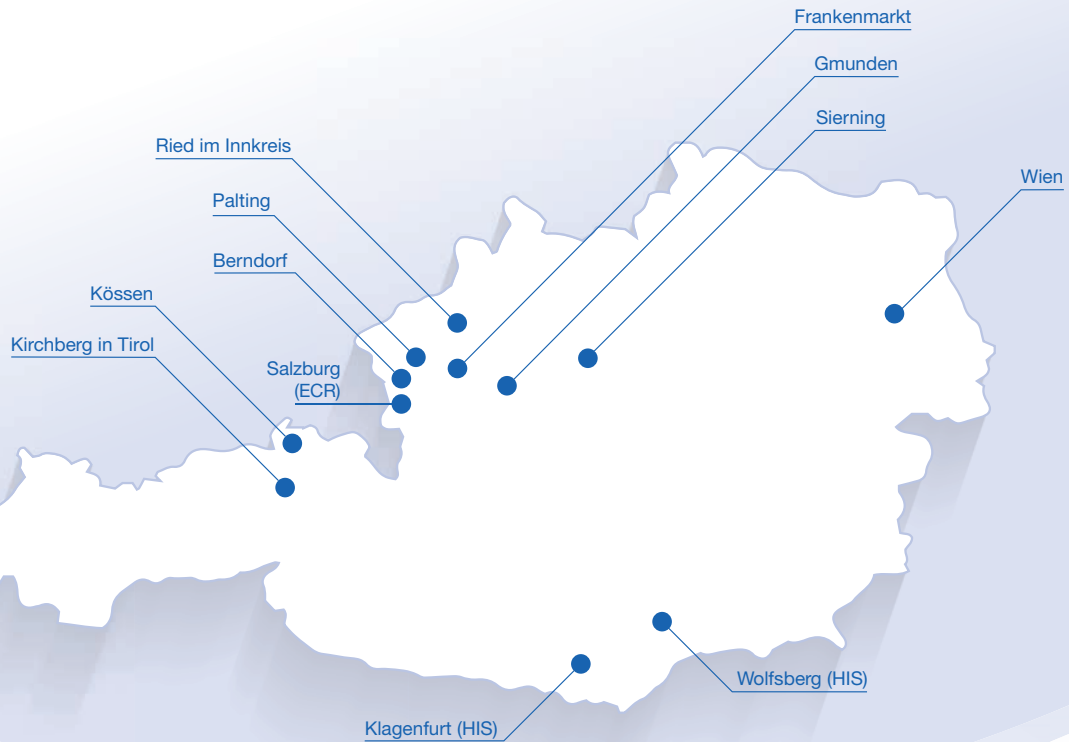 Frankenmarkt
Gmunden
Sierning
Ried im Innkreis
Wien
Palting
Berndorf
Kössen
Kirchberg in Tirol
Salzburg
(ECR)
Wolfsberg (HIS)
Klagenfurt (HIS)